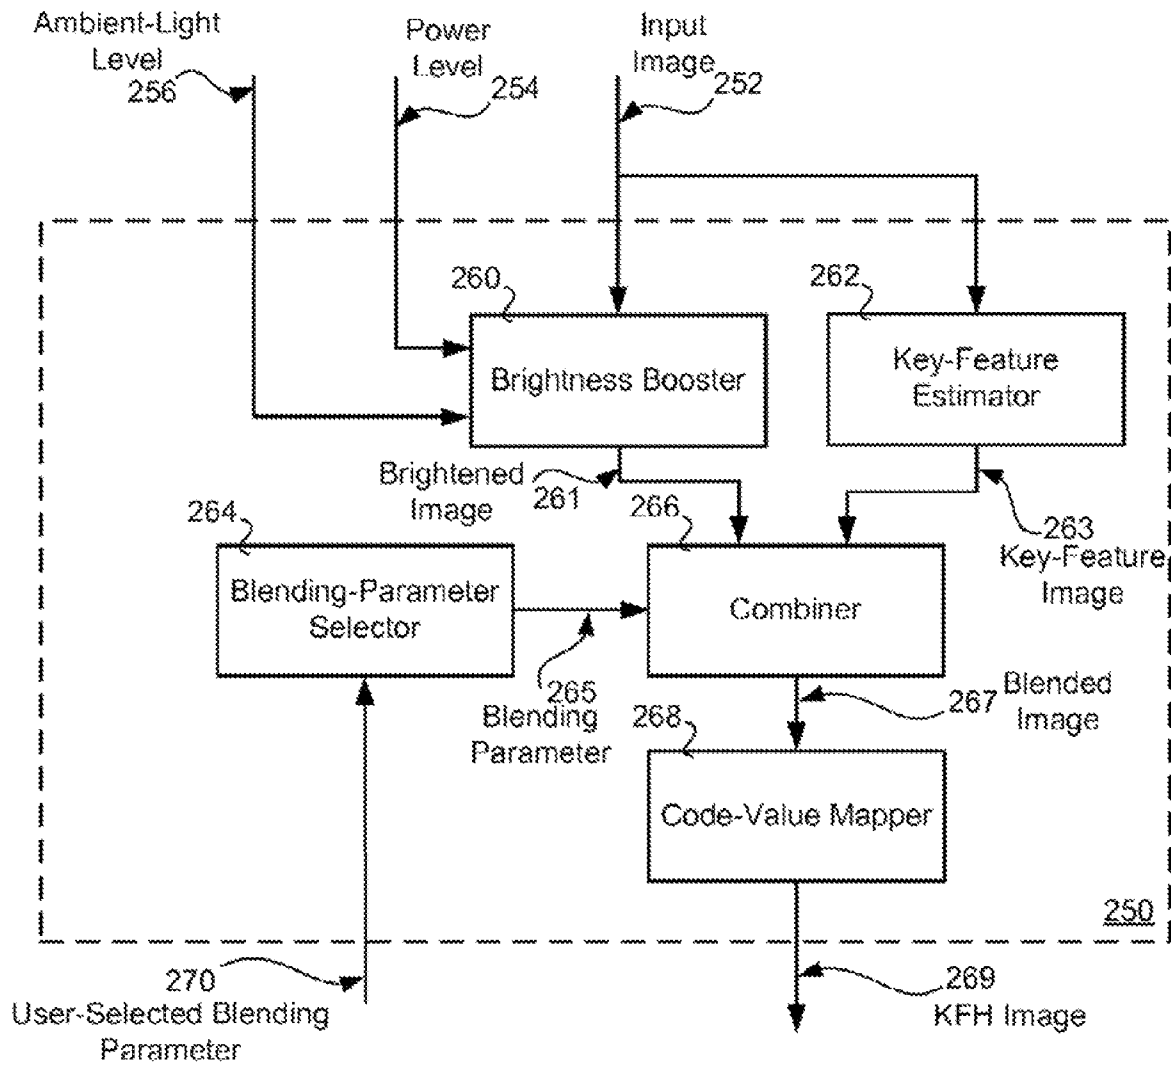 Ambient-Light
Level
256
Power
Level
254
Input
Image
252
260
Brightness Booster
262
Key-Feature
Estimator
Brightened
Image
261
263
Key-Feature
Image
264
Blending-Parameter
Selector
266
Combiner
265
Blending
Parameter
267
Blended
Image
268
Code-Value Mapper
250
270
User-Selected Blending
Parameter
269
KFH Image